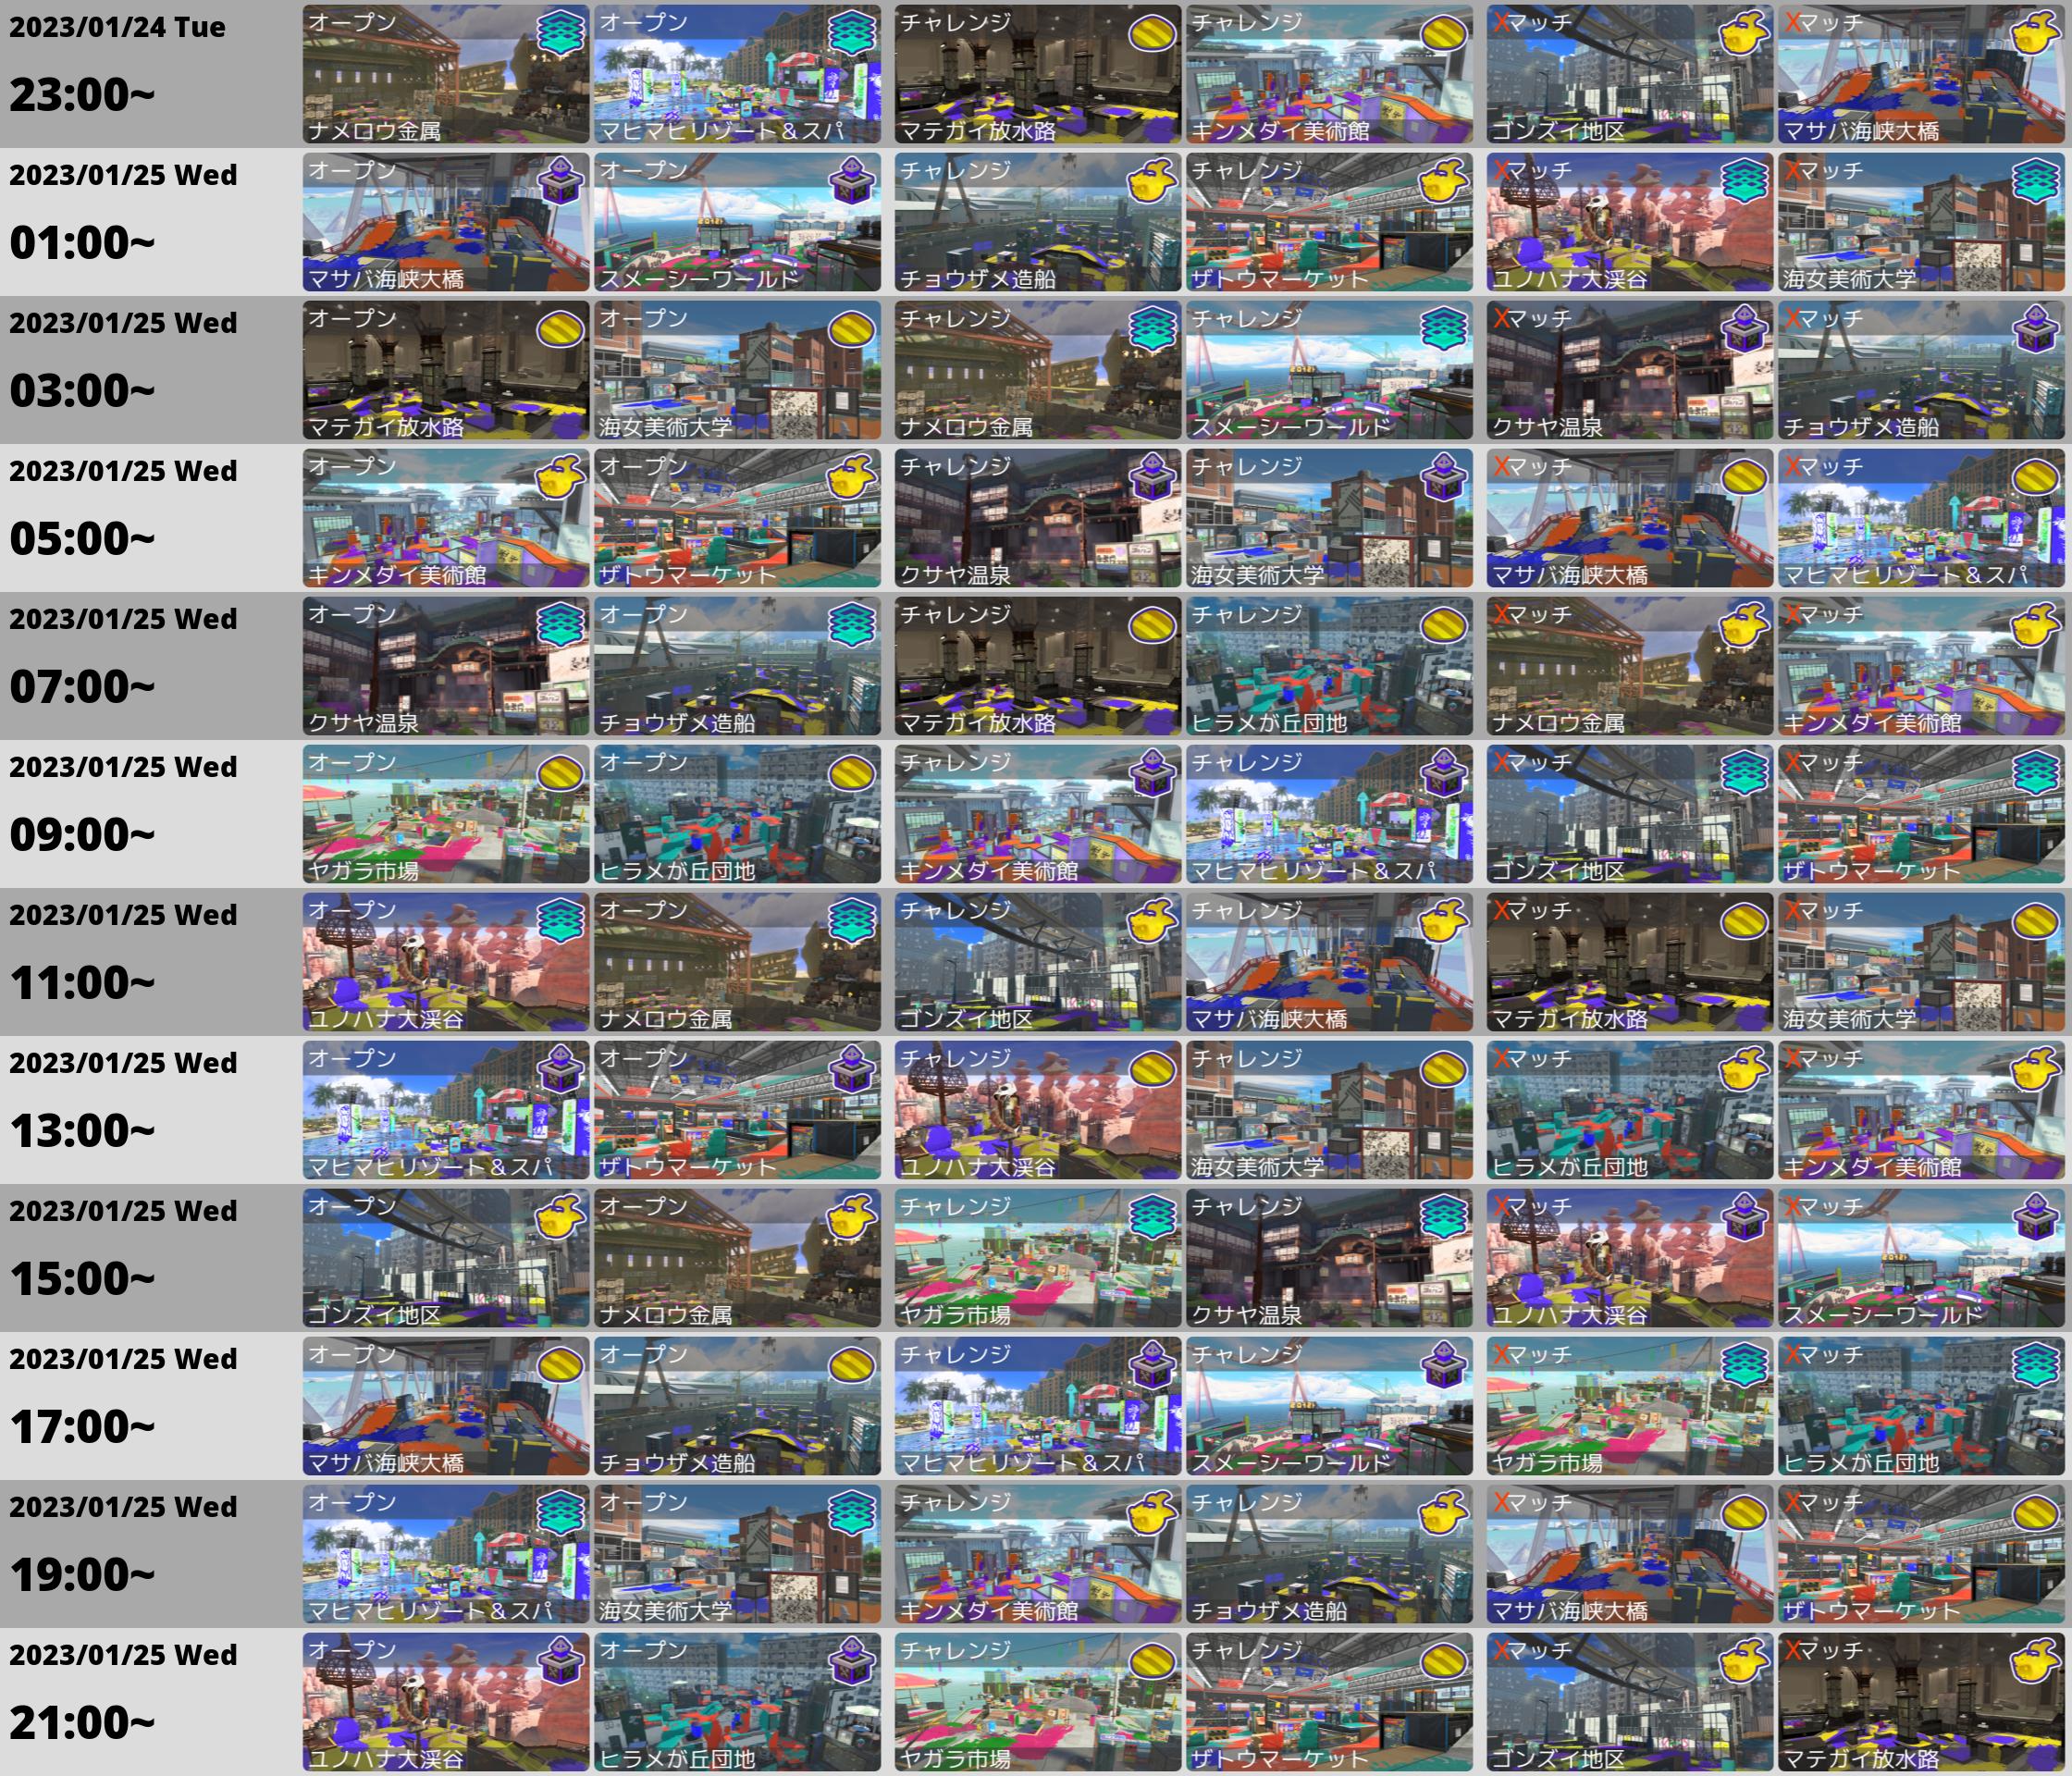 2023/01/24 Tue
23:00~
オープン オープン チャレンジ チャレンジ Xマッチ Xマッチ
ナメロウ金属 マヒマヒリゾート&スパ マテガイ放水路 キンメダイ美術館 ゴンズイ地区 マサバ海峡大橋
2023/01/25 Wed
01:00~
オープン オープン チャレンジ チャレンジ Xマッチ Xマッチ
マサバ海峡大橋 スメーシーワールド チョウザメ造船 ザトウマーケット ユノハナ大渓谷 海女美術大学
2023/01/25 Wed
03:00~
オープン オープン チャレンジ チャレンジ Xマッチ Xマッチ
マテガイ放水路 海女美術大学 ナメロウ金属 スメーシーワールド クサヤ温泉 チョウザメ造船
2023/01/25 Wed
05:00~
オープン オープン チャレンジ チャレンジ Xマッチ Xマッチ
キンメダイ美術館 ザトウマーケット クサヤ温泉 海女美術大学 マサバ海峡大橋 マヒマヒリゾート&スパ
2023/01/25 Wed
07:00~
オープン オープン チャレンジ チャレンジ Xマッチ Xマッチ
クサヤ温泉 チョウザメ造船 マテガイ放水路 ヒラメが丘団地 ナメロウ金属 キンメダイ美術館
2023/01/25 Wed
09:00~
オープン オープン チャレンジ チャレンジ Xマッチ Xマッチ
ヤガラ市場 ヒラメが丘団地 キンメダイ美術館 マヒマヒリゾート&スパ ゴンズイ地区 ザトウマーケット
2023/01/25 Wed
11:00~
オープン オープン チャレンジ チャレンジ Xマッチ Xマッチ
ユノハナ大渓谷 ナメロウ金属 ゴンズイ地区 マサバ海峡大橋 マテガイ放水路 海女美術大学
2023/01/25 Wed
13:00~
オープン オープン チャレンジ チャレンジ Xマッチ Xマッチ
マヒマヒリゾート&スパ ザトウマーケット ユノハナ大渓谷 海女美術大学 ヒラメが丘団地 キンメダイ美術館
2023/01/25 Wed
15:00~
オープン オープン チャレンジ チャレンジ Xマッチ Xマッチ
ゴンズイ地区 ナメロウ金属 ヤガラ市場 クサヤ温泉 ユノハナ大渓谷 スメーシーワールド
2023/01/25 Wed
17:00~
オープン オープン チャレンジ チャレンジ Xマッチ Xマッチ
マサバ海峡大橋 チョウザメ造船 マヒマヒリゾート&スパ スメーシーワールド ヤガラ市場 ヒラメが丘団地
2023/01/25 Wed
19:00~
オープン オープン チャレンジ チャレンジ Xマッチ Xマッチ
マヒマヒリゾート&スパ 海女美術大学 キンメダイ美術館 チョウザメ造船 マサバ海峡大橋 ザトウマーケット
2023/01/25 Wed
21:00~
オープン オープン チャレンジ チャレンジ Xマッチ Xマッチ
ユノハナ大渓谷 ヒラメが丘団地 ヤガラ市場 ザトウマーケット ゴンズイ地区 マテガイ放水路